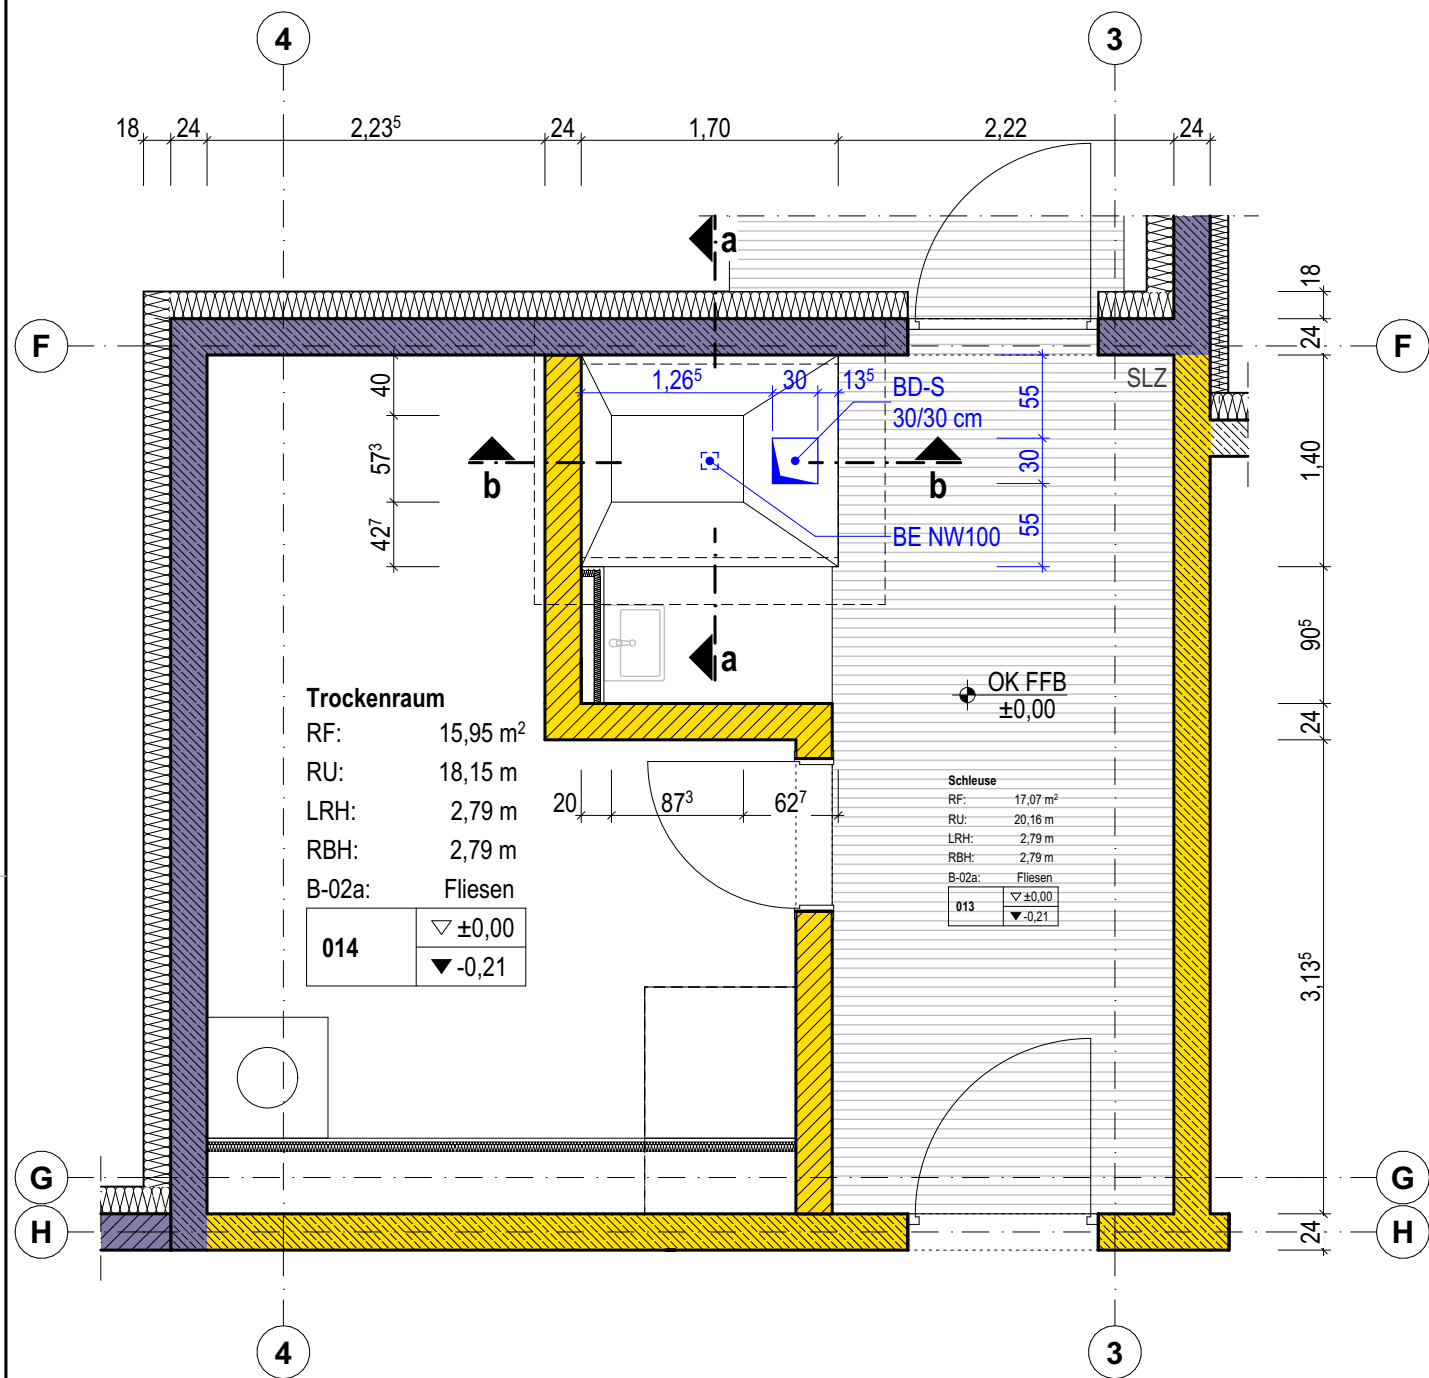 4
3
18
24
2,23⁵
24
1,70
2,22
24
a
18
F
24
F
SLZ
40
1,26⁵
30
13⁵
BD-S
30/30 cm
55
57³
30
1,40
b
b
42⁷
55
BE NW100
90⁵
a
OK FFB
±0,00
24
Trockenraum
RF: 15,95 m²
RU: 18,15 m
LRH: 2,79 m
RBH: 2,79 m
B-02a: Fliesen
014
±0,00
-0,21
20
87³
62⁷
Schleuse
RF: 17,07 m²
RU: 20,16 m
LRH: 2,79 m
RBH: 2,79 m
B-02a: Fliesen
013
±0,00
-0,21
3,13⁵
G
G
H
24
H
4
3